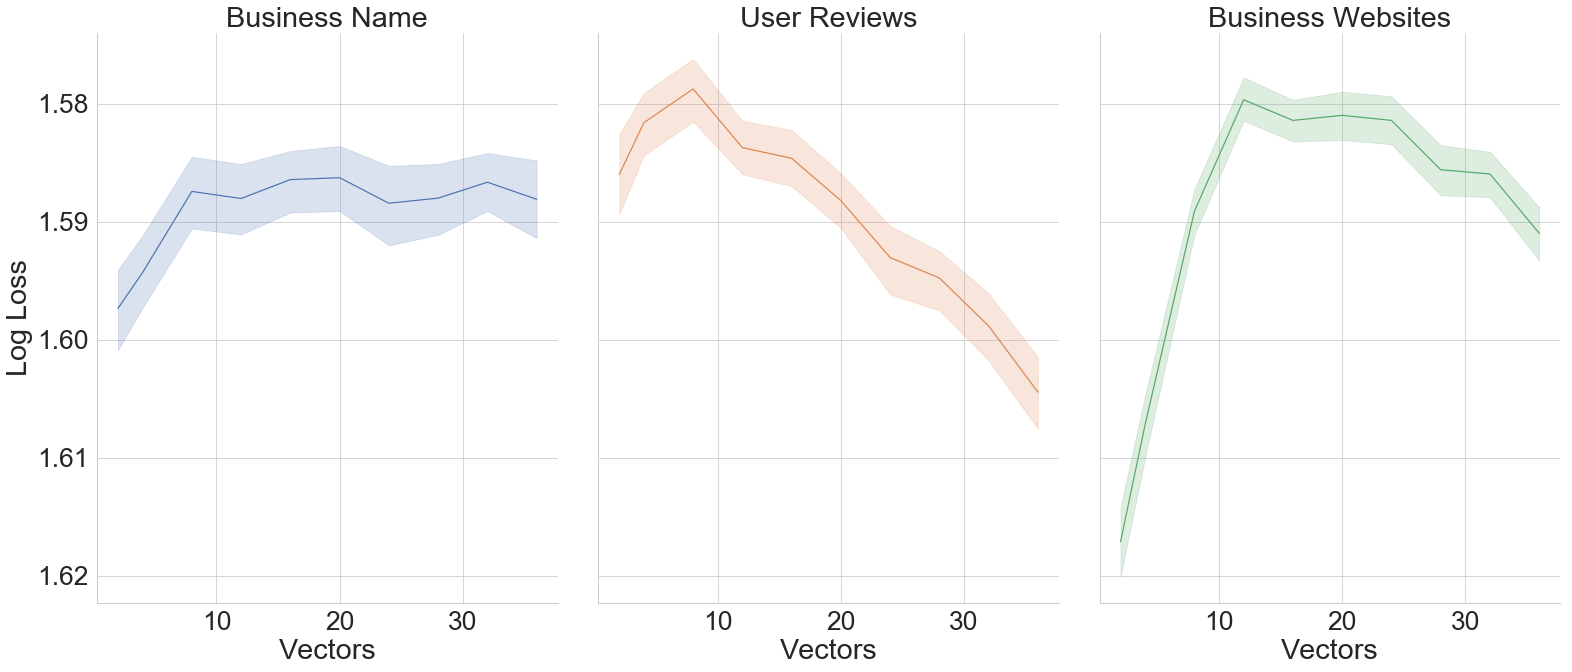 Business Name
User Reviews
Business Websites
Log Loss
1.58
1.59
1.60
1.61
1.62
10 20 30
10 20 30
10 20 30
Vectors
Vectors
Vectors